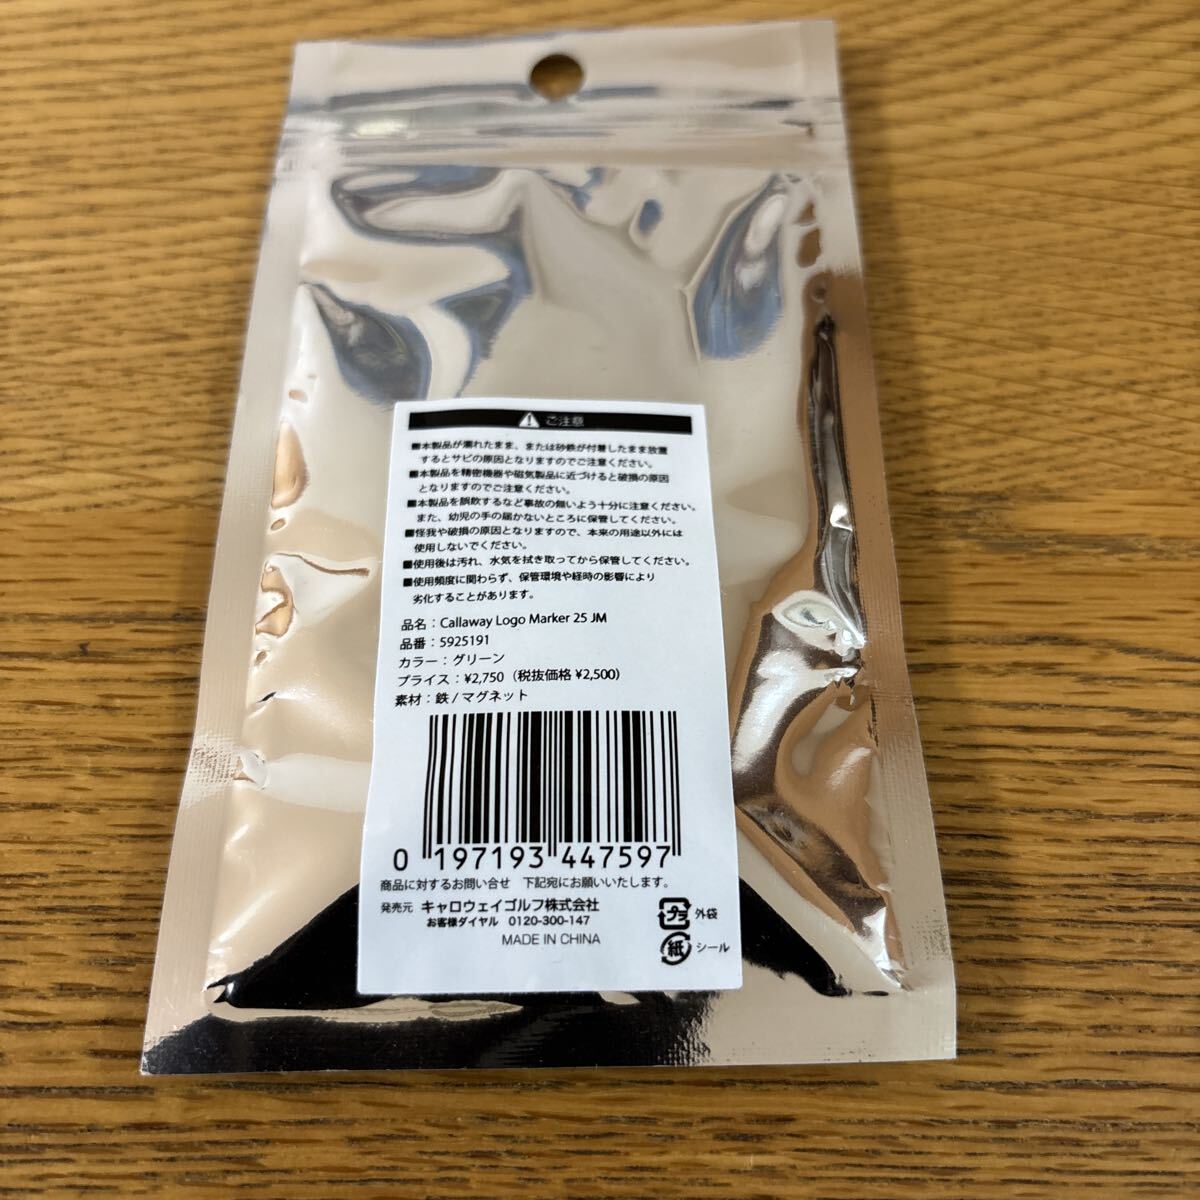 ご注意
■本製品が濡れたまま、または砂鉄が付着したまま放置
するとサビの原因となりますのでご注意ください。
■本製品を精密機器や磁気製品に近づけると破損の原因
となりますのでご注意ください。
■本製品を誤飲するなど事故の無いよう十分に注意ください。
また、幼児の手の届かないところに保管してください。
■怪我や破損の原因となりますので、本来の用途以外には
使用しないでください。
■使用後は汚れ、水気を拭き取ってから保管してください。
■使用頻度に関わらず、保管環境や経時の影響により
劣化することがあります。
品名：Callaway Logo Marker 25 JM
品番：5925191
カラー：グリーン
プライス：¥2,750（税抜価格 ¥2,500）
素材：鉄 / マグネット
0 197193 447597
商品に対するお問い合せ　下記宛にお願いいたします。
発売元 キャロウェイゴルフ株式会社
お客様ダイヤル 0120-300-147
MADE IN CHINA
プラ 外袋
紙 シール